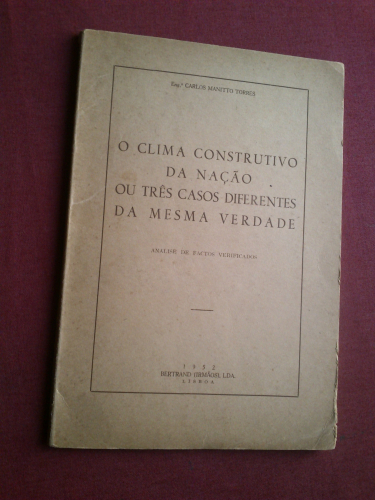 Eng.º CARLOS MANITTO TORRES
O CLIMA CONSTRUTIVO
DA NAÇÃO
OU TRÊS CASOS DIFERENTES
DA MESMA VERDADE
ANÁLISE DE FACTOS VERIFICADOS
1952
BERTRAND (IRMÃOS), LDA.
LISBOA